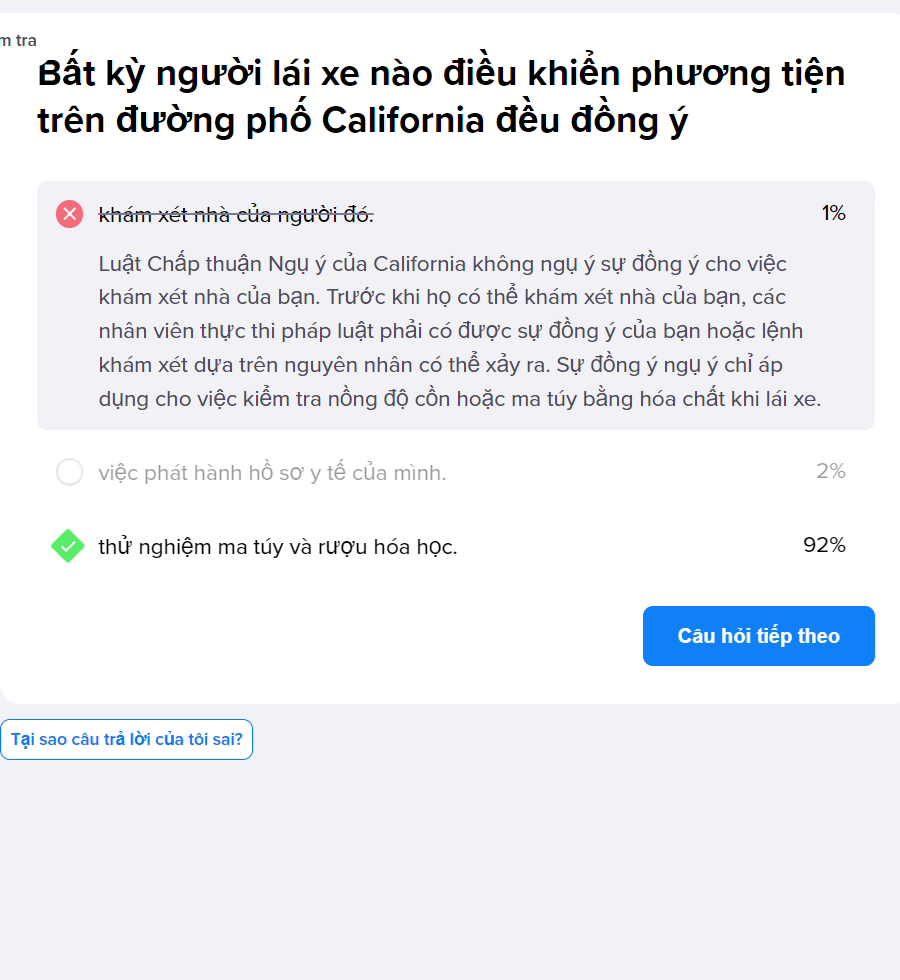 m tra
Bất kỳ người lái xe nào điều khiển phương tiện
trên đường phố California đều đồng ý
khám xét nhà của người đó.
1%
Luật Chấp thuận Ngụ ý của California không ngụ ý sự đồng ý cho việc
khám xét nhà của bạn. Trước khi họ có thể khám xét nhà của bạn, các
nhân viên thực thi pháp luật phải có được sự đồng ý của bạn hoặc lệnh
khám xét dựa trên nguyên nhân có thể xảy ra. Sự đồng ý ngụ ý chỉ áp
dụng cho việc kiểm tra nồng độ cồn hoặc ma túy bằng hóa chất khi lái xe.
việc phát hành hồ sơ y tế của mình.
2%
thử nghiệm ma túy và rượu hóa học.
92%
Câu hỏi tiếp theo
Tại sao câu trả lời của tôi sai?